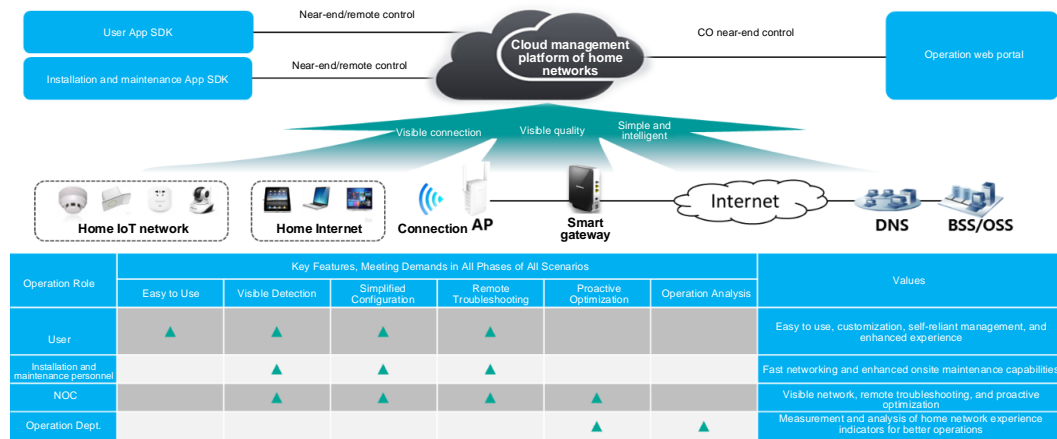 Near-end/remote control
User App SDK
Cloud management
platform of home
networks
CO near-end control
Operation web portal
Near-end/remote control
Installation and maintenance App SDK
Visible connection
Visible quality
Simple and
intelligent
Home IoT network
Home Internet
Connection
AP
Smart
gateway
Internet
DNS
BSS/OSS
Operation Role
Key Features, Meeting Demands in All Phases of All Scenarios
Values
Easy to Use
Visible Detection
Simplified
Configuration
Remote
Troubleshooting
Proactive
Optimization
Operation Analysis
User
Easy to use, customization, self-reliant management, and
enhanced experience
Installation and
maintenance personnel
Fast networking and enhanced onsite maintenance capabilities
NOC
Visible network, remote troubleshooting, and proactive
optimization
Operation Dept.
Measurement and analysis of home network experience
indicators for better operations